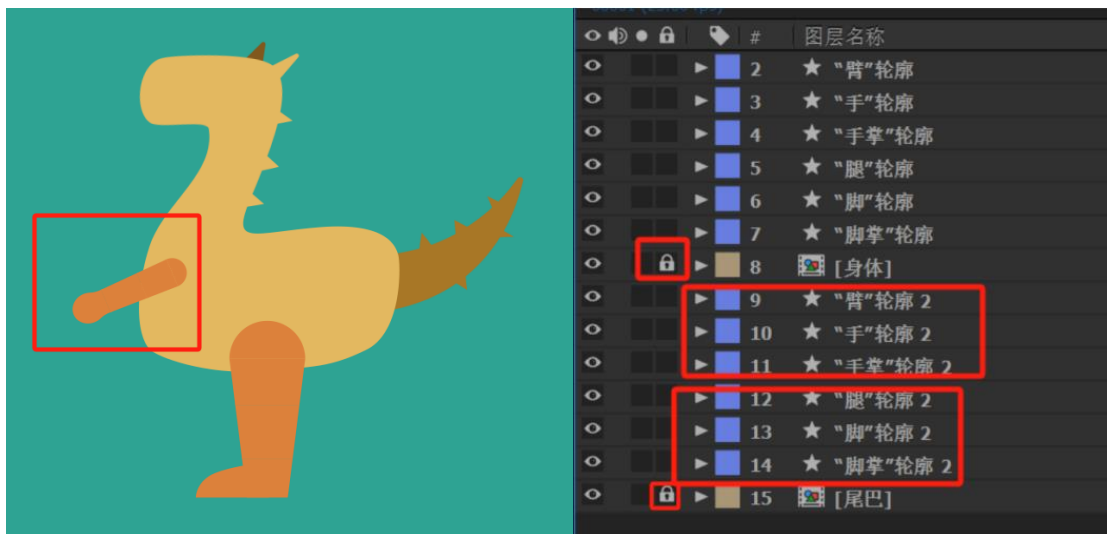 # 图层名称
2 ★ "臂"轮廓
3 ★ "手"轮廓
4 ★ "手掌"轮廓
5 ★ "腿"轮廓
6 ★ "脚"轮廓
7 ★ "脚掌"轮廓
8 [身体]
9 ★ "臂"轮廓 2
10 ★ "手"轮廓 2
11 ★ "手掌"轮廓 2
12 ★ "腿"轮廓 2
13 ★ "脚"轮廓 2
14 ★ "脚掌"轮廓 2
15 [尾巴]